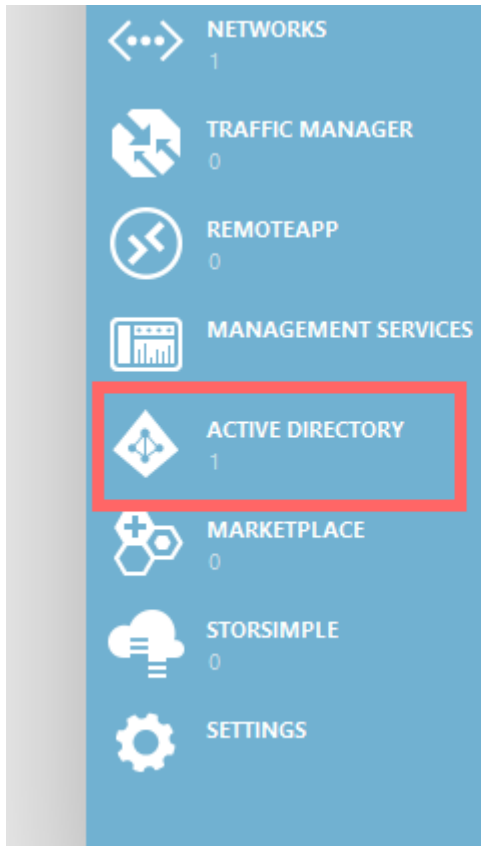 NETWORKS
1
TRAFFIC MANAGER
0
REMOTEAPP
0
MANAGEMENT SERVICES
ACTIVE DIRECTORY
1
MARKETPLACE
0
STORSIMPLE
0
SETTINGS